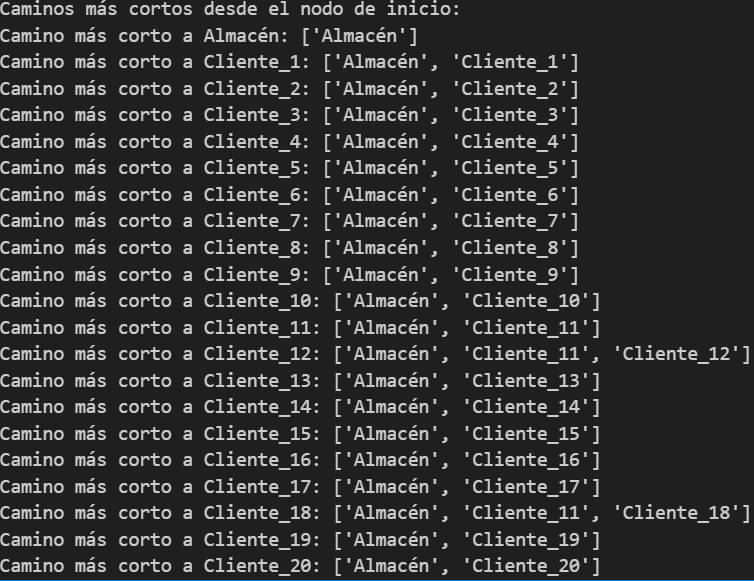 Caminos más cortos desde el nodo de inicio:
Camino más corto a Almacén: ['Almacén']
Camino más corto a Cliente_1: ['Almacén', 'Cliente_1']
Camino más corto a Cliente_2: ['Almacén', 'Cliente_2']
Camino más corto a Cliente_3: ['Almacén', 'Cliente_3']
Camino más corto a Cliente_4: ['Almacén', 'Cliente_4']
Camino más corto a Cliente_5: ['Almacén', 'Cliente_5']
Camino más corto a Cliente_6: ['Almacén', 'Cliente_6']
Camino más corto a Cliente_7: ['Almacén', 'Cliente_7']
Camino más corto a Cliente_8: ['Almacén', 'Cliente_8']
Camino más corto a Cliente_9: ['Almacén', 'Cliente_9']
Camino más corto a Cliente_10: ['Almacén', 'Cliente_10']
Camino más corto a Cliente_11: ['Almacén', 'Cliente_11']
Camino más corto a Cliente_12: ['Almacén', 'Cliente_11', 'Cliente_12']
Camino más corto a Cliente_13: ['Almacén', 'Cliente_13']
Camino más corto a Cliente_14: ['Almacén', 'Cliente_14']
Camino más corto a Cliente_15: ['Almacén', 'Cliente_15']
Camino más corto a Cliente_16: ['Almacén', 'Cliente_16']
Camino más corto a Cliente_17: ['Almacén', 'Cliente_17']
Camino más corto a Cliente_18: ['Almacén', 'Cliente_11', 'Cliente_18']
Camino más corto a Cliente_19: ['Almacén', 'Cliente_19']
Camino más corto a Cliente_20: ['Almacén', 'Cliente_20']